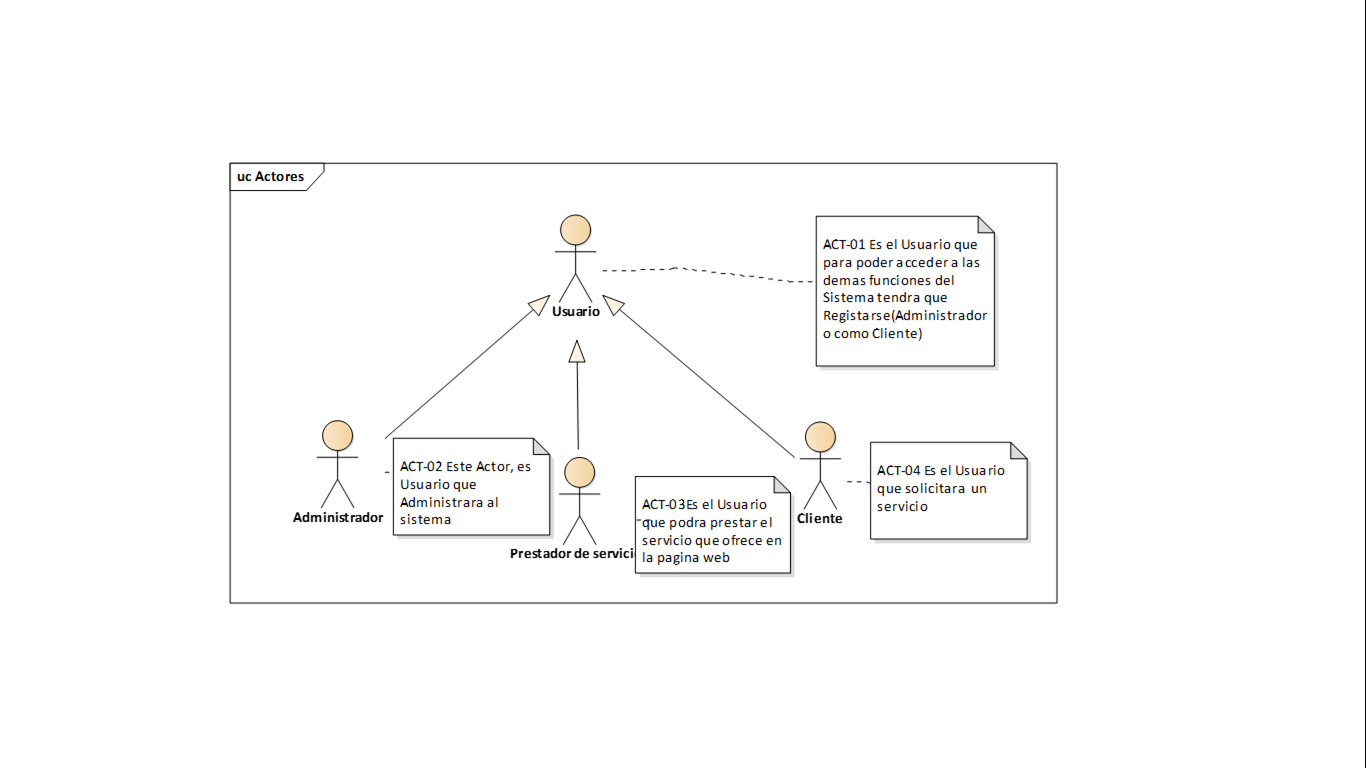 uc Actores
ACT-01 Es el Usuario que
para poder acceder a las
demas funciones del
Sistema tendra que
Registarse(Administrador
o como Cliente)
Usuario
ACT-02 Este Actor, es
Usuario que
Administrara al
sistema
Administrador
ACT-03Es el Usuario
que podra prestar el
servicio que ofrece en
la pagina web
Prestador de servici
ACT-04 Es el Usuario
que solicitara un
servicio
Cliente